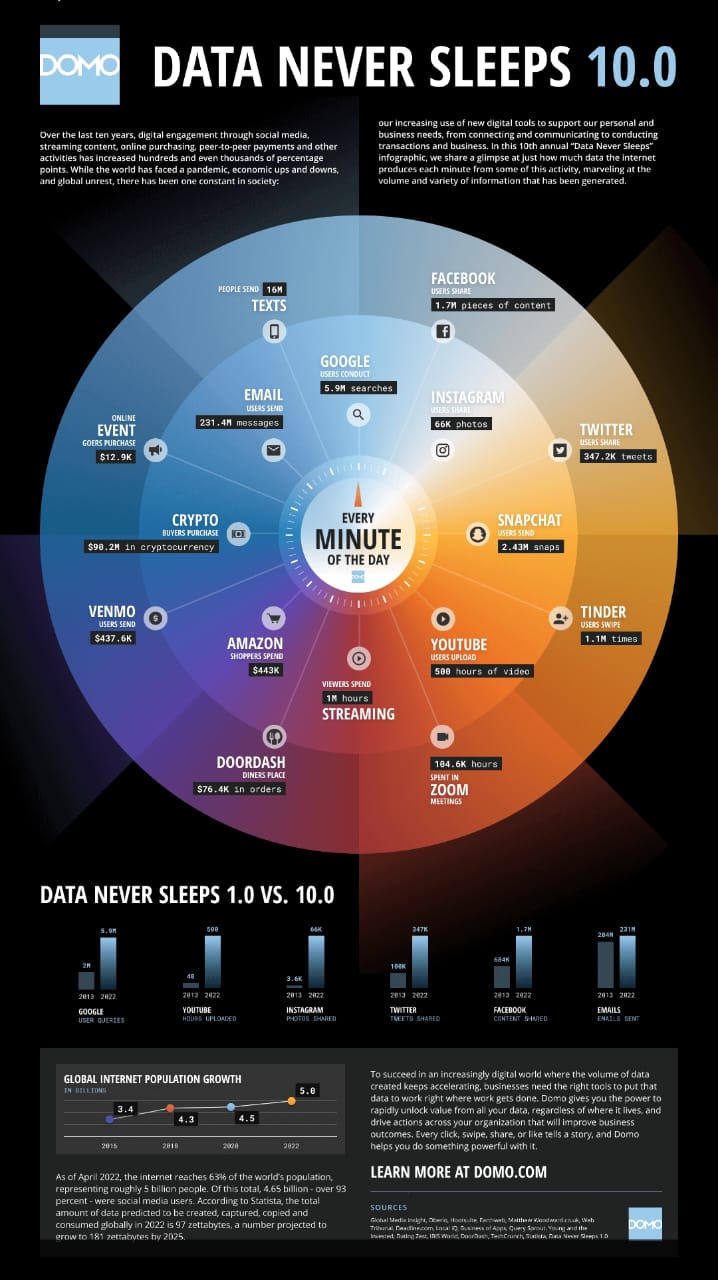 DOMO
DATA NEVER SLEEPS 10.0
Over the last ten years, digital engagement through social media,
streaming content, online purchasing, peer-to-peer payments and other
activities has increased hundreds and even thousands of percentage
points. While the world has faced a pandemic, economic ups and downs,
and global unrest, there has been one constant in society:
our increasing use of new digital tools to support our personal and
business needs, from connecting and communicating to conducting
transactions and business. In this 10th annual "Data Never Sleeps"
infographic, we share a glimpse at just how much data the internet
produces each minute from some of this activity, marveling at the
volume and variety of information that has been generated.
PEOPLE SEND 16M
TEXTS
FACEBOOK
USERS SHARE
1.7M pieces of content
GOOGLE
USERS CONDUCT
5.9M searches
EMAIL
USERS SEND
231.4M messages
INSTAGRAM
USERS SHARE
66K photos
ONLINE
EVENT
GOERS PURCHASE
$12.9K
TWITTER
USERS SHARE
347.2K tweets
CRYPTO
BUYERS PURCHASE
$90.2M in cryptocurrency
EVERY
MINUTE
OF THE DAY
DOMO
SNAPCHAT
USERS SEND
2.43M snaps
VENMO
USERS SEND
$437.6K
AMAZON
SHOPPERS SPEND
$443K
VIEWERS SPEND
1M hours
STREAMING
YOUTUBE
USERS UPLOAD
500 hours of video
TINDER
USERS SWIPE
1.1M times
DOORDASH
DINERS PLACE
$76.4K in orders
104.6K hours
SPENT IN
ZOOM
MEETINGS
DATA NEVER SLEEPS 1.0 VS. 10.0
2M 5.9M
2013 2022
GOOGLE
USER QUERIES
48 500
2013 2022
YOUTUBE
HOURS UPLOADED
3.6K 66K
2013 2022
INSTAGRAM
PHOTOS SHARED
100K 347K
2013 2022
TWITTER
TWEETS SHARED
684K 1.7M
2013 2022
FACEBOOK
CONTENT SHARED
204M 231M
2013 2022
EMAILS
EMAILS SENT
GLOBAL INTERNET POPULATION GROWTH
IN BILLIONS
3.4 4.3 4.5 5.0
2016 2018 2020 2022
As of April 2022, the internet reaches 63% of the world's population,
representing roughly 5 billion people. Of this total, 4.65 billion - over 93
percent - were social media users. According to Statista, the total
amount of data predicted to be created, captured, copied and
consumed globally in 2022 is 97 zettabytes, a number projected to
grow to 181 zettabytes by 2025.
To succeed in an increasingly digital world where the volume of data
created keeps accelerating, businesses need the right tools to put that
data to work right where work gets done. Domo gives you the power to
rapidly unlock value from all your data, regardless of where it lives, and
drive actions across your organization that will improve business
outcomes. Every click, swipe, share, or like tells a story, and Domo
helps you do something powerful with it.
LEARN MORE AT DOMO.COM
SOURCES
Global Media Insight, Oberlo, Hootsuite, Earthweb, Matthew Woodward.co.uk, Web
Tribunal, Deadline.com, Local IQ, Business of Apps, Query Sprout, Young and the
Invested, Dating Zest, IBIS World, DoorDash, TechCrunch, Statista, Data Never Sleeps 1.0
DOMO